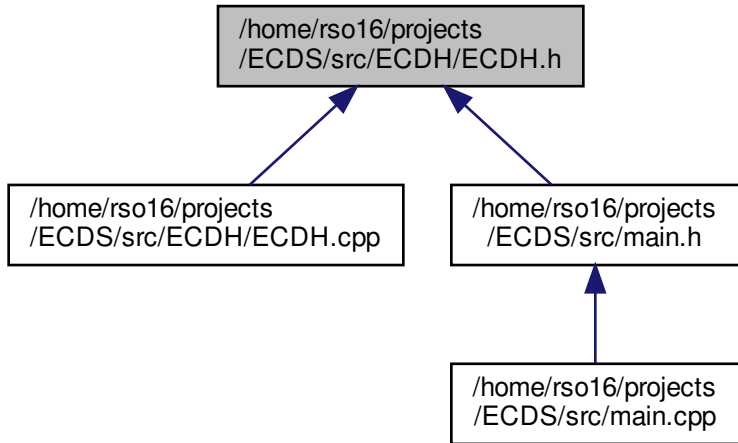 /home/rso16/projects
/ECDS/src/ECDH/ECDH.h
/home/rso16/projects
/ECDS/src/ECDH/ECDH.cpp
/home/rso16/projects
/ECDS/src/main.h
/home/rso16/projects
/ECDS/src/main.cpp